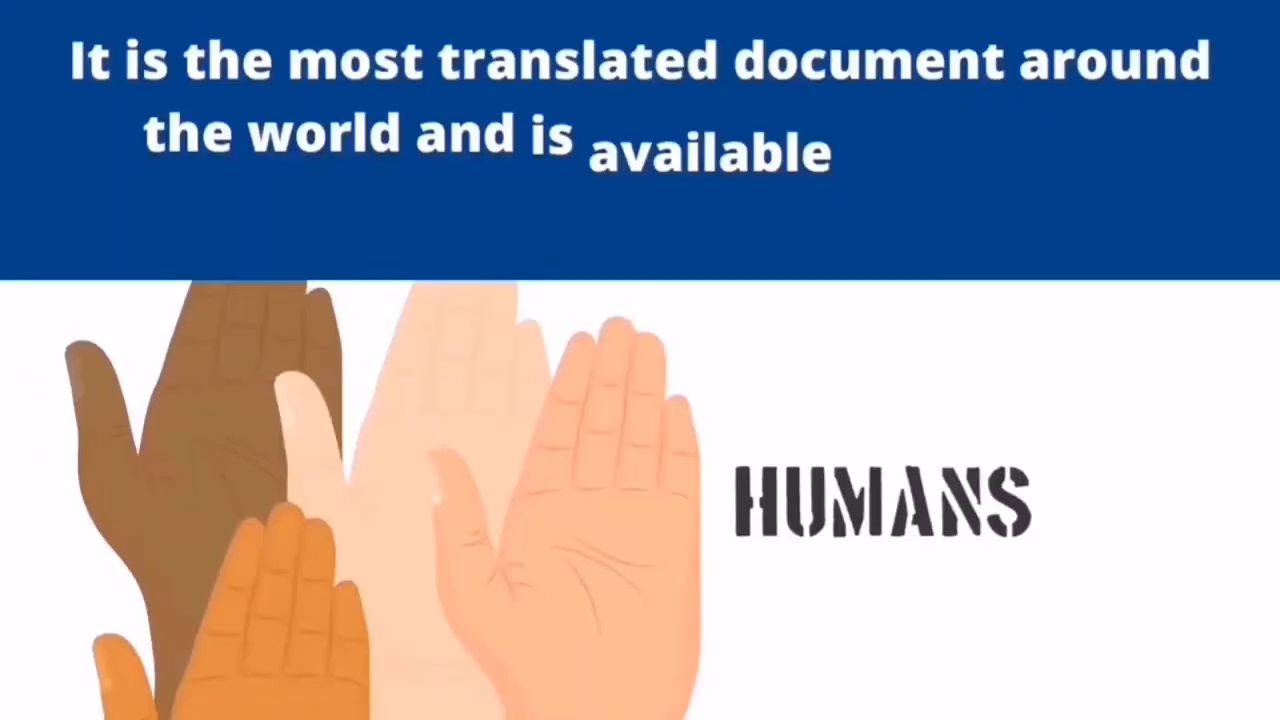 It is the most translated document around
the world and is available
HUMANS